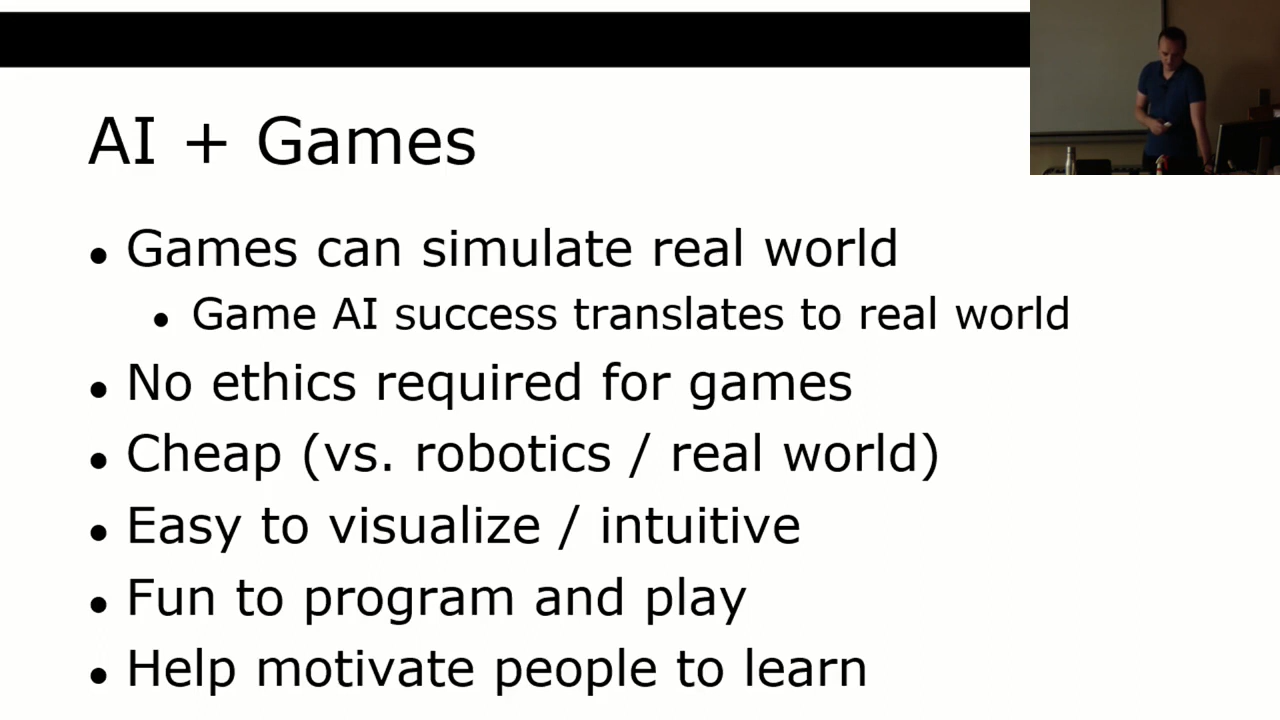 AI + Games
• Games can simulate real world
• Game AI success translates to real world
• No ethics required for games
• Cheap (vs. robotics / real world)
• Easy to visualize / intuitive
• Fun to program and play
• Help motivate people to learn